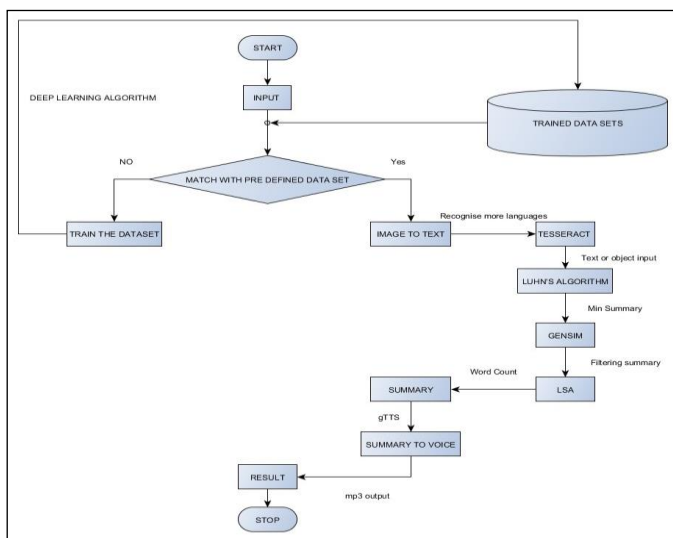 START
DEEP LEARNING ALGORITHM
INPUT
TRAINED DATA SETS
NO
Yes
MATCH WITH PRE DEFINED DATA SET
Recognise more languages
TRAIN THE DATASET
IMAGE TO TEXT
TESSERACT
Text or object input
LUHN'S ALGORITHM
Min Summary
GENSIM
Filtering summary
Word Count
SUMMARY
LSA
gTTS
SUMMARY TO VOICE
RESULT
mp3 output
STOP